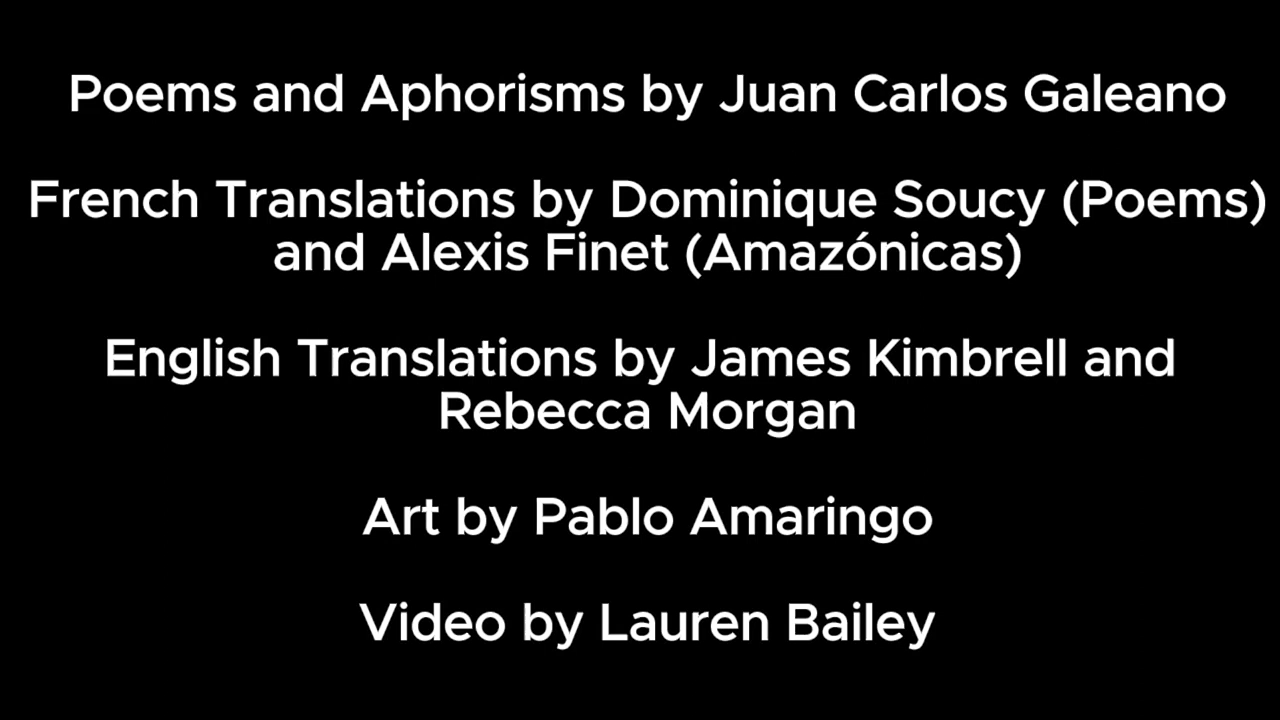 Poems and Aphorisms by Juan Carlos Galeano
French Translations by Dominique Soucy (Poems)
and Alexis Finet (Amazónicas)
English Translations by James Kimbrell and
Rebecca Morgan
Art by Pablo Amaringo
Video by Lauren Bailey